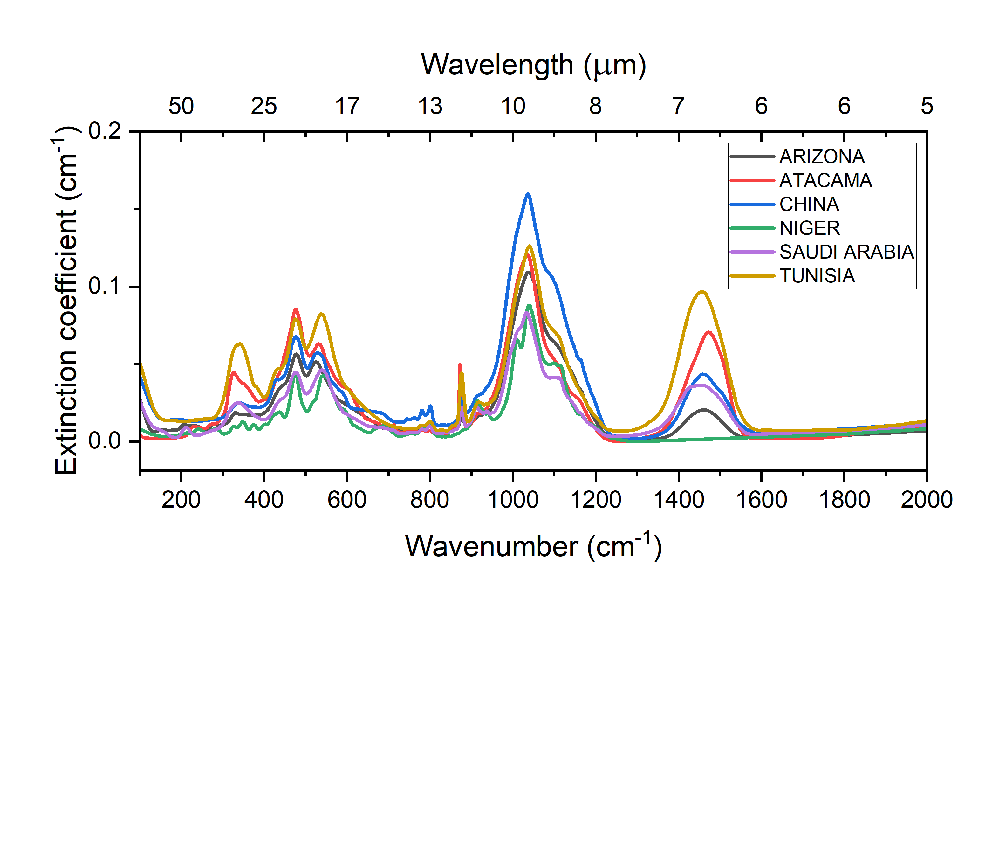 Wavelength (μm)
50 25 17 13 10 8 7 6 6 5
Extinction coefficient (cm⁻¹)
0.2
0.1
0.0
ARIZONA
ATACAMA
CHINA
NIGER
SAUDI ARABIA
TUNISIA
200 400 600 800 1000 1200 1400 1600 1800 2000
Wavenumber (cm⁻¹)